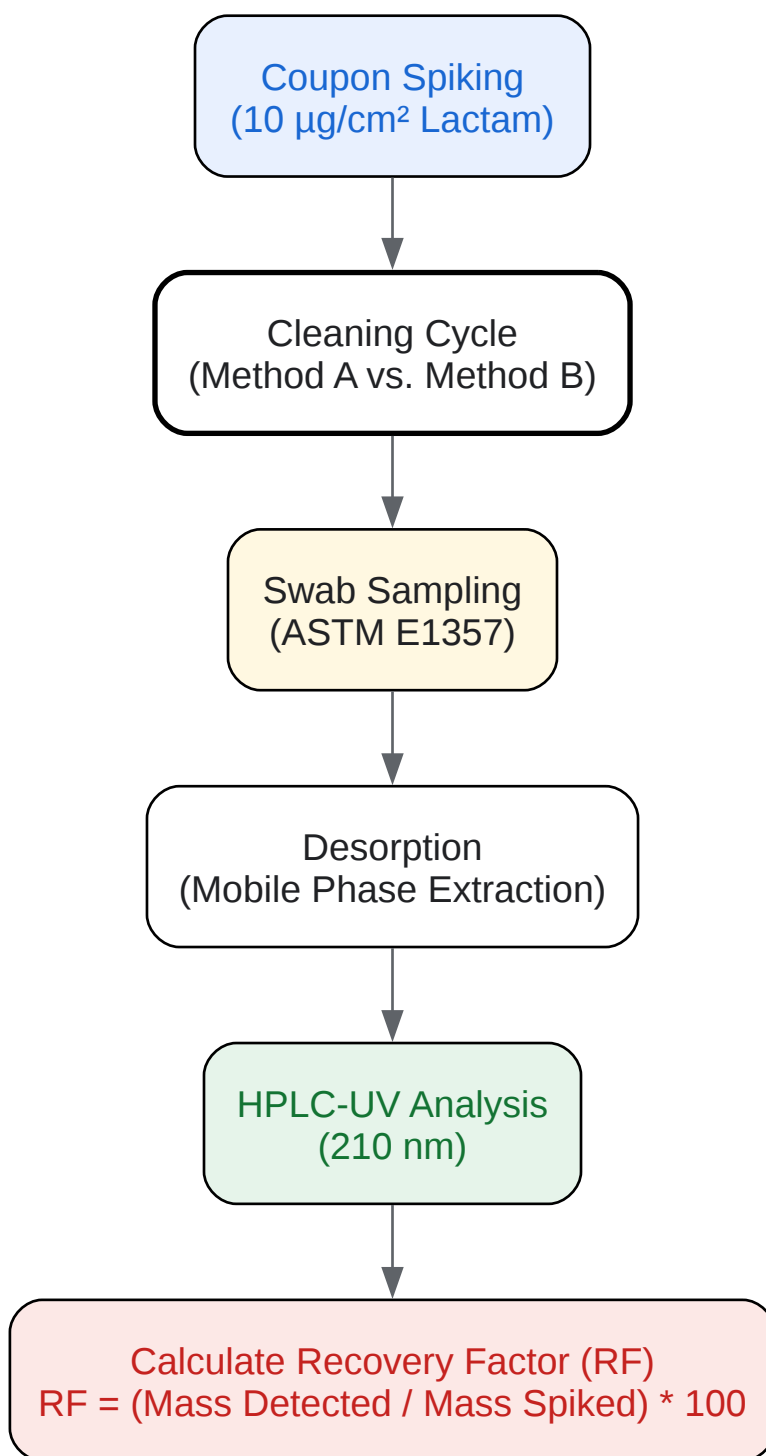 Coupon Spiking
(10 µg/cm² Lactam)
Cleaning Cycle
(Method A vs. Method B)
Swab Sampling
(ASTM E1357)
Desorption
(Mobile Phase Extraction)
HPLC-UV Analysis
(210 nm)
Calculate Recovery Factor (RF)
RF = (Mass Detected / Mass Spiked) * 100